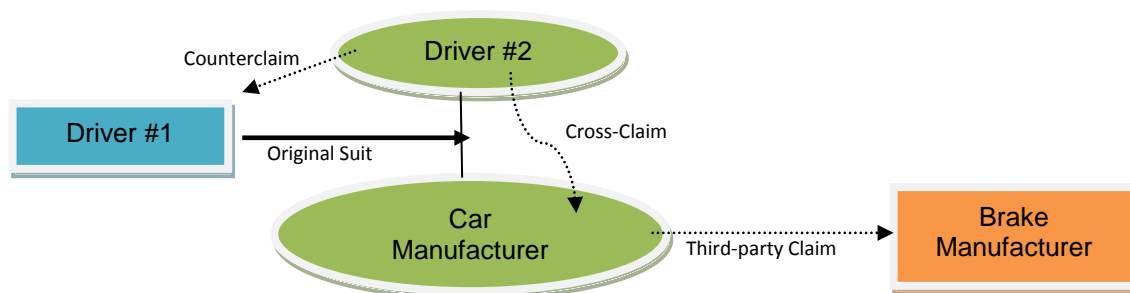 Driver #2
Counterclaim
Driver #1
Original Suit
Cross-Claim
Car
Manufacturer
Third-party Claim
Brake
Manufacturer